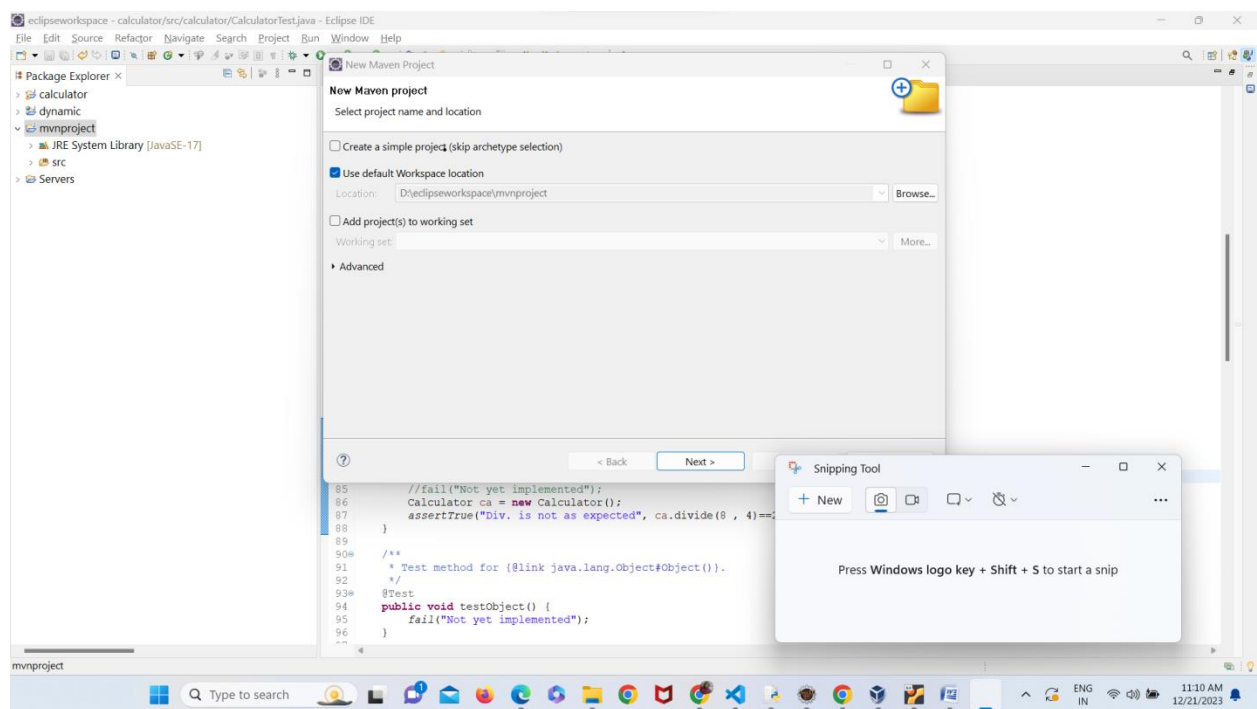 eclipseworkspace - calculator/src/calculator/CalculatorTest.java - Eclipse IDE
File Edit Source Refactor Navigate Search Project Run Window Help
Package Explorer ×
calculator
dynamic
mvnproject
JRE System Library [JavaSE-17]
src
Servers
New Maven Project
New Maven project
Select project name and location
Create a simple project (skip archetype selection)
Use default Workspace location
Location: D:\eclipseworkspace\mvnproject Browse...
Add project(s) to working set
Working set: More...
Advanced
< Back Next >
85 //fail("Not yet implemented");
86 Calculator ca = new Calculator();
87 assertTrue("Div. is not as expected", ca.divide(8 , 4)==2
88 }
89
90 /**
91 * Test method for {@link java.lang.Object#Object()}.
92 */
93 @Test
94 public void testObject() {
95 fail("Not yet implemented");
96 }
Snipping Tool
New
Press Windows logo key + Shift + S to start a snip
mvnproject
Type to search
1
ENG
IN
11:10 AM
12/21/2023